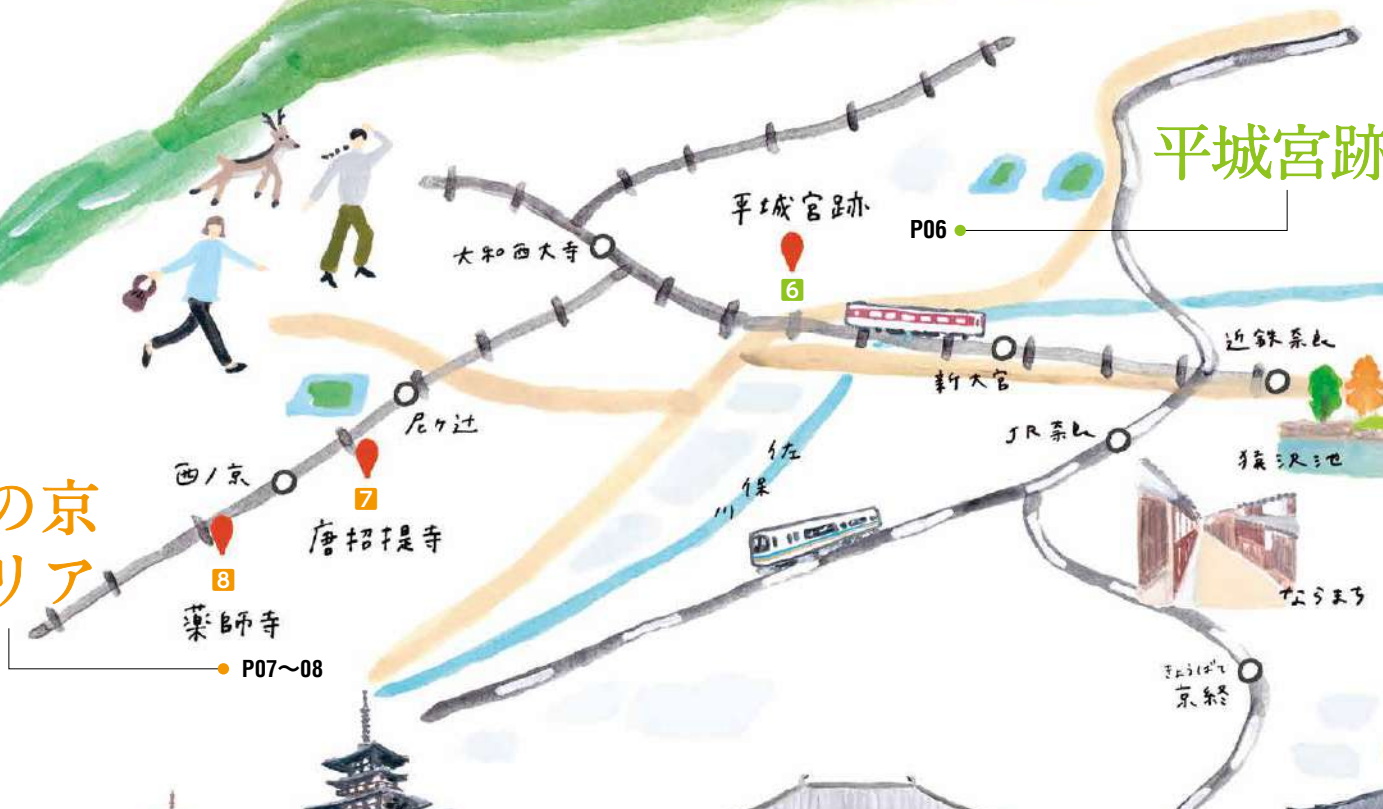 平城宮跡
P06
平城宮跡
6
大和西大寺
近鉄奈良
新大宮
尼ヶ辻
JR奈良
猿沢池
佐保川
西ノ京
7
唐招提寺
の京
リア
8
薬師寺
P07〜08
ならまち
きょうばて
京終